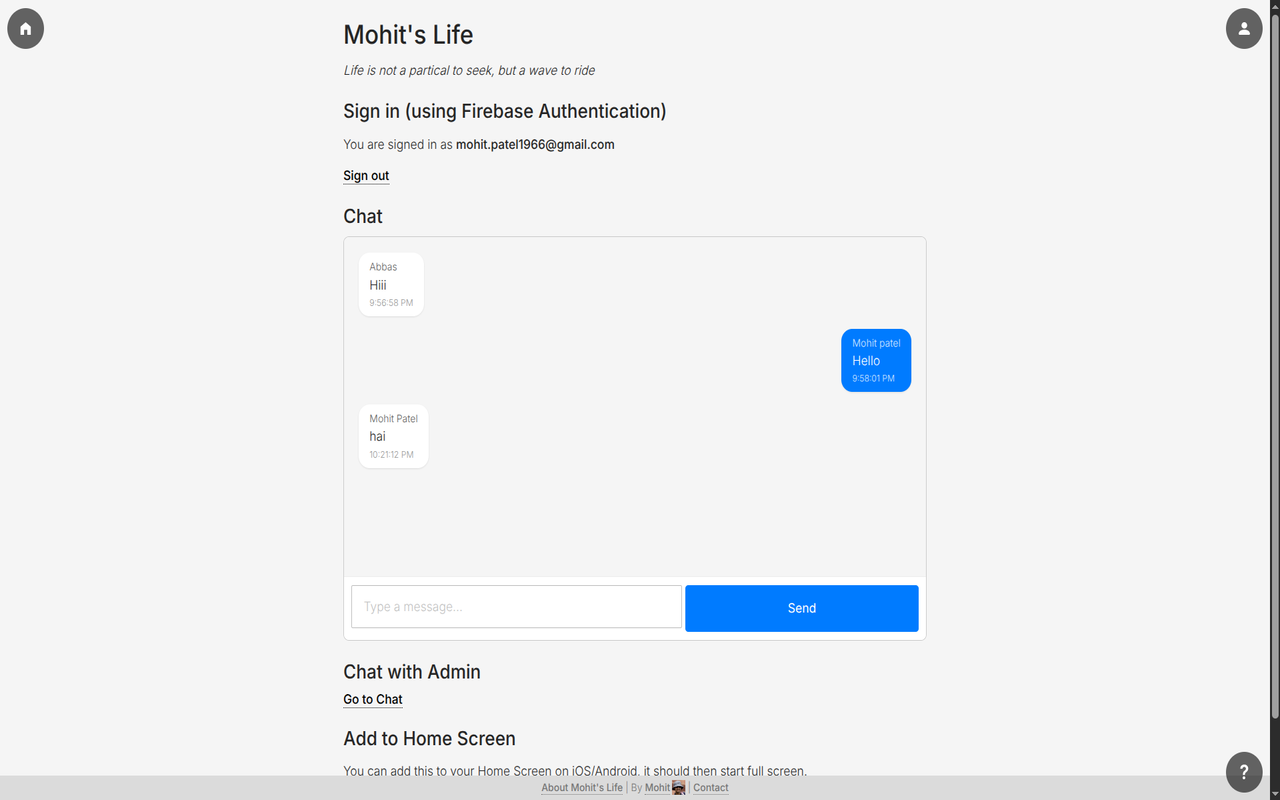 Mohit's Life
Life is not a partical to seek, but a wave to ride
Sign in (using Firebase Authentication)
You are signed in as mohit.patel1966@gmail.com
Sign out
Chat
Abbas
Hiii
9:56:58 PM
Mohit patel
Hello
9:58:01 PM
Mohit Patel
hai
10:21:12 PM
Type a message...
Send
Chat with Admin
Go to Chat
Add to Home Screen
You can add this to your Home Screen on iOS/Android, it should then start full screen.
About Mohit's Life | By Mohit | Contact
?